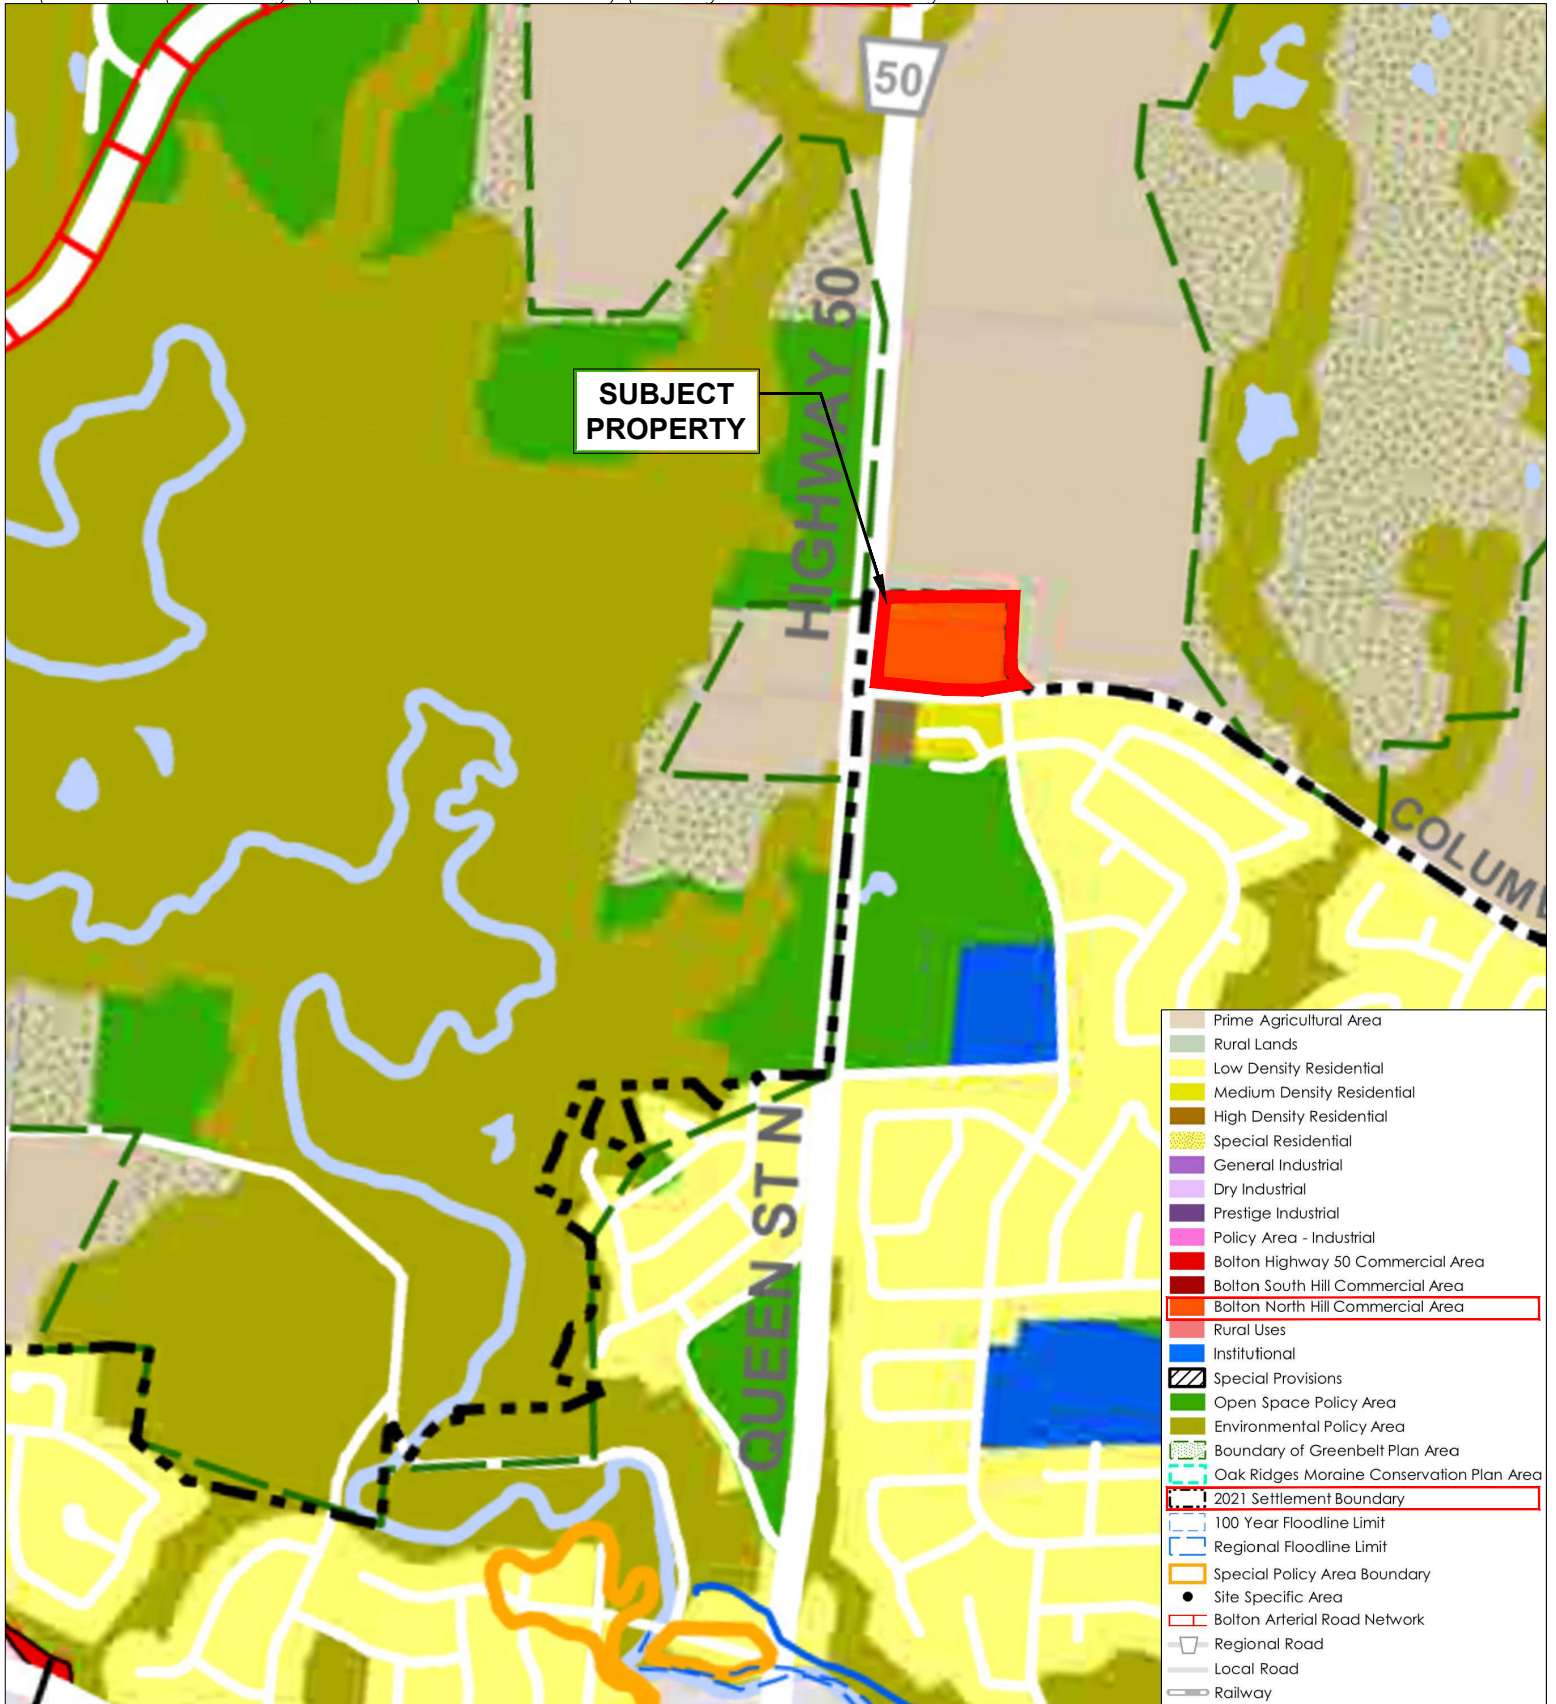 50
HIGHWAY 50
SUBJECT
PROPERTY
QUEEN ST N
Prime Agricultural Area
Rural Lands
Low Density Residential
Medium Density Residential
High Density Residential
Special Residential
General Industrial
Dry Industrial
Prestige Industrial
Policy Area - Industrial
Bolton Highway 50 Commercial Area
Bolton South Hill Commercial Area
Bolton North Hill Commercial Area
Rural Uses
Institutional
Special Provisions
Open Space Policy Area
Environmental Policy Area
Boundary of Greenbelt Plan Area
Oak Ridges Moraine Conservation Plan Area
2021 Settlement Boundary
100 Year Floodline Limit
Regional Floodline Limit
Special Policy Area Boundary
Site Specific Area
Bolton Arterial Road Network
Regional Road
Local Road
Railway